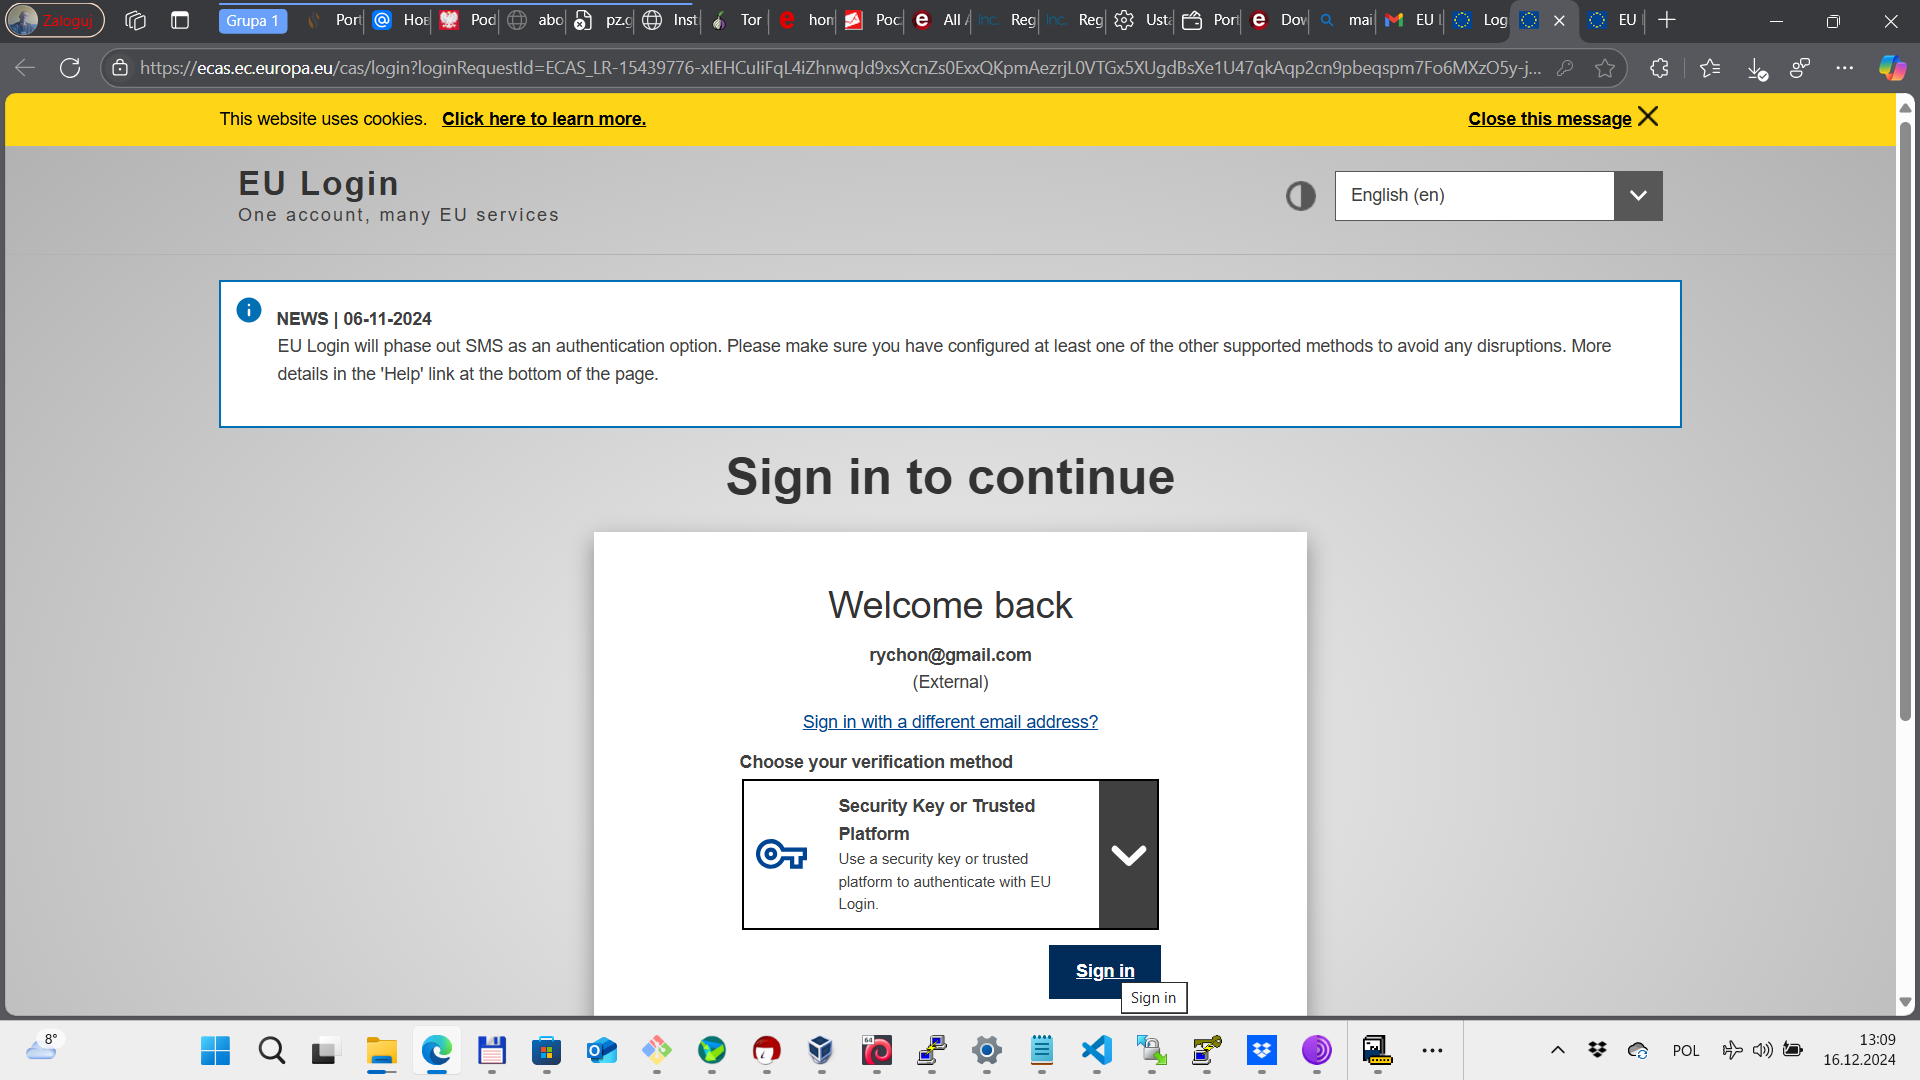 Zaloguj
Grupa 1
Port
Hor
Pod
abo
pz.g
Inst
Tor
hor
Poc
All
Reg
Reg
Usta
Port
Dov
mai
EU L
Log
EU
https://ecas.ec.europa.eu/cas/login?loginRequestId=ECAS_LR-15439776-xIEHCuIiFqL4iZhnwqJd9xsXcnZs0ExxQKpmAezrjL0VTGx5XUgdBsXe1U47qkAqp2cn9pbeqspm7Fo6MXzO5y-j...
This website uses cookies. Click here to learn more.
Close this message
EU Login
One account, many EU services
English (en)
NEWS | 06-11-2024
EU Login will phase out SMS as an authentication option. Please make sure you have configured at least one of the other supported methods to avoid any disruptions. More
details in the 'Help' link at the bottom of the page.
Sign in to continue
Welcome back
rychon@gmail.com
(External)
Sign in with a different email address?
Choose your verification method
Security Key or Trusted
Platform
Use a security key or trusted
platform to authenticate with EU
Login.
Sign in
Sign in
8°
64
POL
13:09
16.12.2024